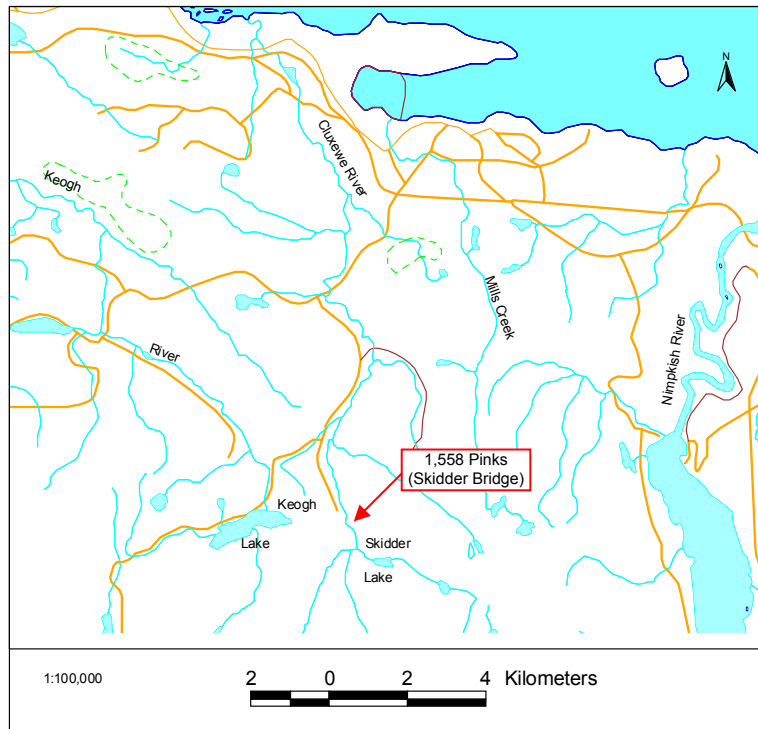 N
Cluxewe River
Keogh
Mills Creek
Nimpkish River
River
1,558 Pinks
(Skidder Bridge)
Keogh
Lake
Skidder
Lake
1:100,000
2 0 2 4 Kilometers